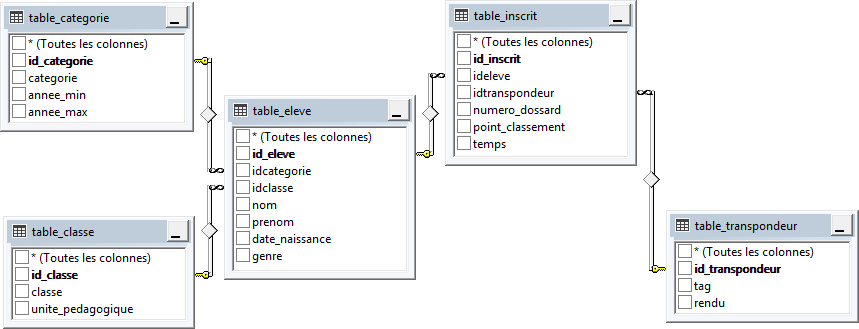 table_categorie
* (Toutes les colonnes)
id_categorie
categorie
annee_min
annee_max
table_eleve
* (Toutes les colonnes)
id_eleve
idcategorie
idclasse
nom
prenom
date_naissance
genre
table_inscrit
* (Toutes les colonnes)
id_inscrit
ideleve
idtranspondeur
numero_dossard
point_classement
temps
table_classe
* (Toutes les colonnes)
id_classe
classe
unite_pedagogique
table_transpondeur
* (Toutes les colonnes)
id_transpondeur
tag
rendu